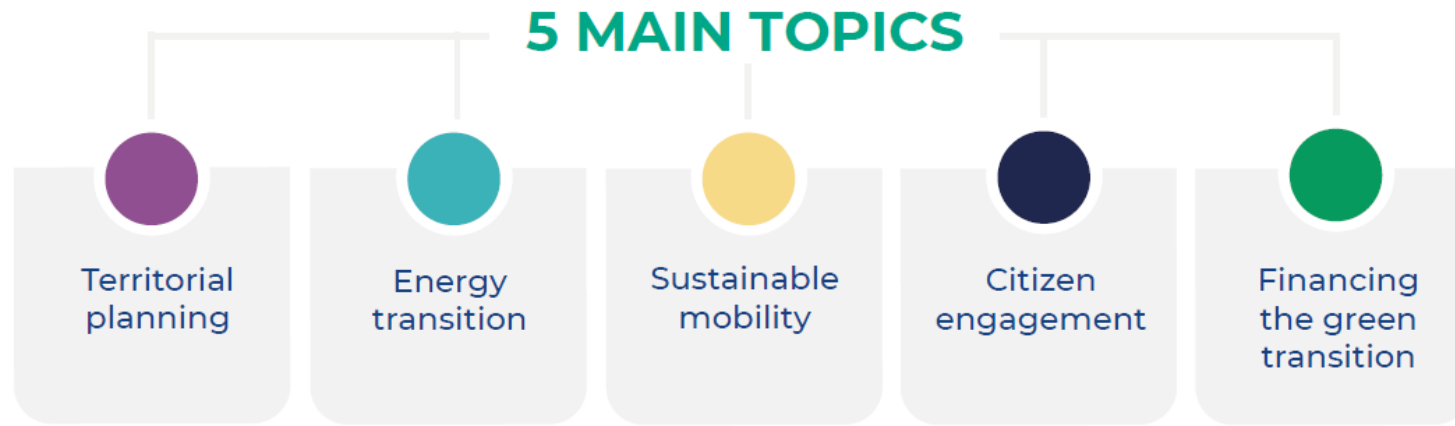 5 MAIN TOPICS
Territorial
planning
Energy
transition
Sustainable
mobility
Citizen
engagement
Financing
the green
transition